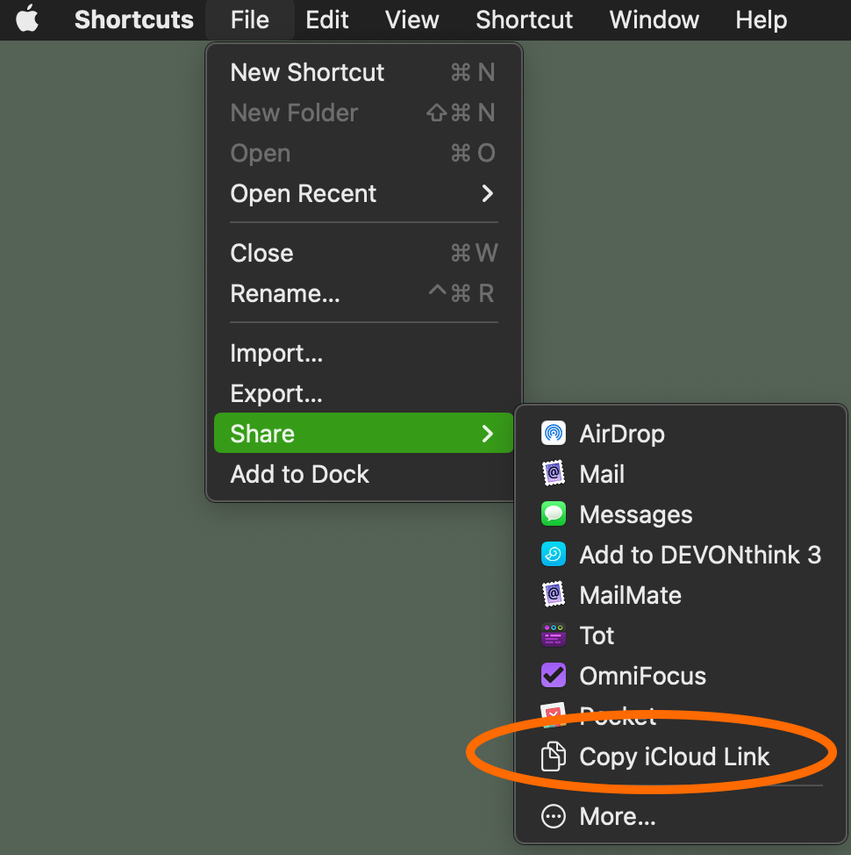 Shortcuts File Edit View Shortcut Window Help
New Shortcut ⌘ N
New Folder ⇧⌘ N
Open ⌘ O
Open Recent
Close ⌘ W
Rename... ^⌘ R
Import...
Export...
Share
Add to Dock
AirDrop
Mail
Messages
Add to DEVONthink 3
MailMate
Tot
OmniFocus
Pocket
Copy iCloud Link
More...